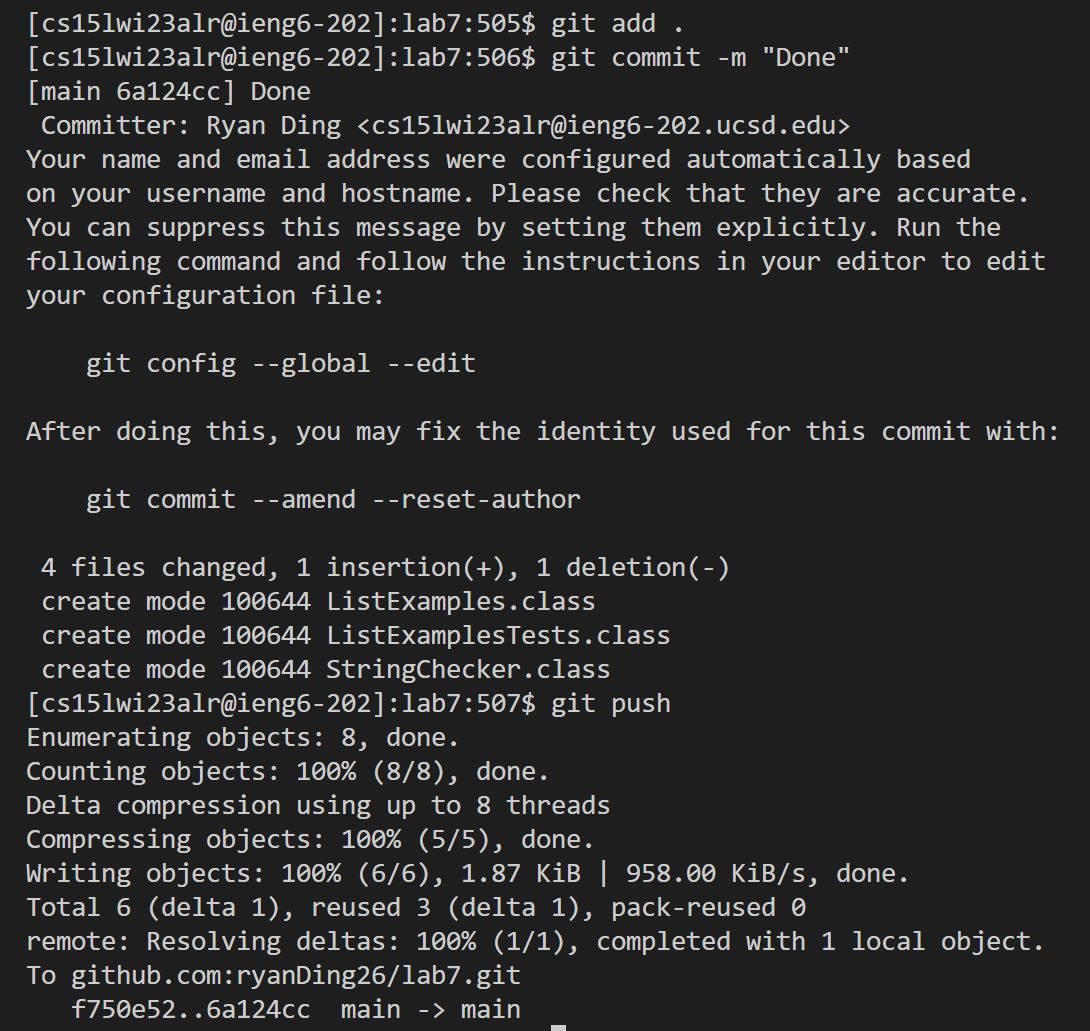 [cs15lwi23alr@ieng6-202]:lab7:505$ git add .
[cs15lwi23alr@ieng6-202]:lab7:506$ git commit -m "Done"
[main 6a124cc] Done
 Committer: Ryan Ding <cs15lwi23alr@ieng6-202.ucsd.edu>
Your name and email address were configured automatically based
on your username and hostname. Please check that they are accurate.
You can suppress this message by setting them explicitly. Run the
following command and follow the instructions in your editor to edit
your configuration file:

    git config --global --edit

After doing this, you may fix the identity used for this commit with:

    git commit --amend --reset-author

 4 files changed, 1 insertion(+), 1 deletion(-)
 create mode 100644 ListExamples.class
 create mode 100644 ListExamplesTests.class
 create mode 100644 StringChecker.class
[cs15lwi23alr@ieng6-202]:lab7:507$ git push
Enumerating objects: 8, done.
Counting objects: 100% (8/8), done.
Delta compression using up to 8 threads
Compressing objects: 100% (5/5), done.
Writing objects: 100% (6/6), 1.87 KiB | 958.00 KiB/s, done.
Total 6 (delta 1), reused 3 (delta 1), pack-reused 0
remote: Resolving deltas: 100% (1/1), completed with 1 local object.
To github.com:ryanDing26/lab7.git
   f750e52..6a124cc  main -> main